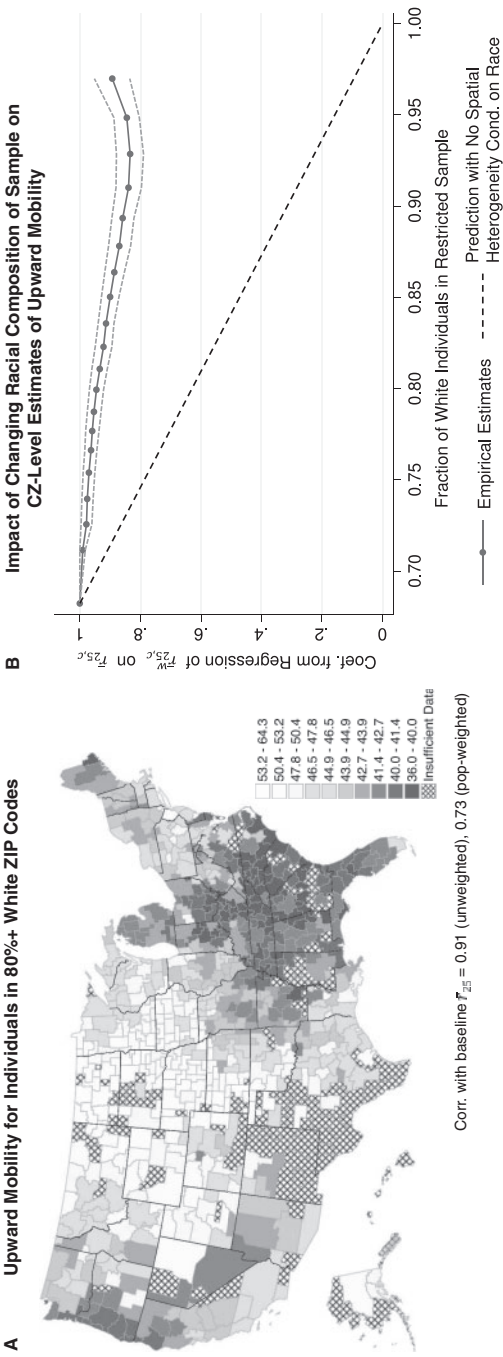 A
Upward Mobility for Individuals in 80%+ White ZIP Codes
53.2 - 64.3
50.4 - 53.2
47.8 - 50.4
46.5 - 47.8
44.9 - 46.5
43.9 - 44.9
42.7 - 43.9
41.4 - 42.7
40.0 - 41.4
36.0 - 40.0
Insufficient Data
Corr. with baseline r̄₂₅ = 0.91 (unweighted), 0.73 (pop-weighted)
B
Impact of Changing Racial Composition of Sample on
CZ-Level Estimates of Upward Mobility
Coef. from Regression of r̄ʷ₂₅,c on r̄₂₅,c
1
.8
.6
.4
.2
0
0.70
0.75
0.80
0.85
0.90
0.95
1.00
Fraction of White Individuals in Restricted Sample
Empirical Estimates
Prediction with No Spatial
Heterogeneity Cond. on Race